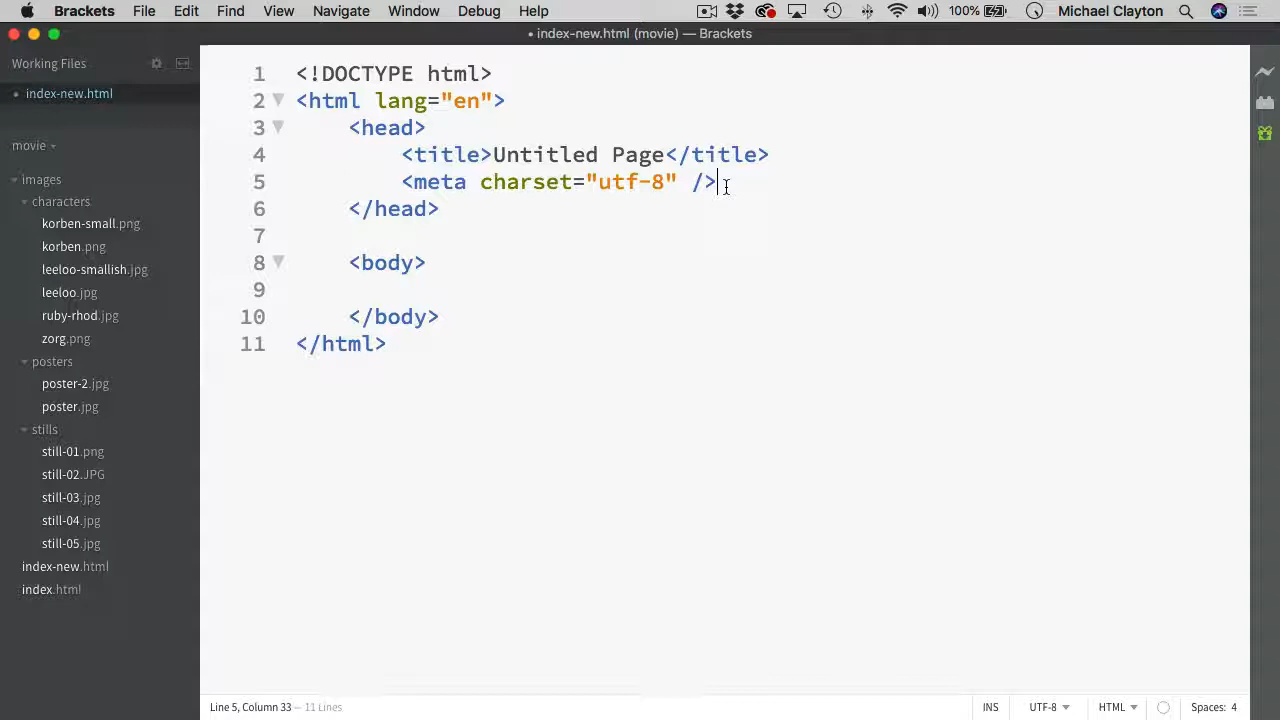 Brackets File Edit Find View Navigate Window Debug Help 100% Michael Clayton
• index-new.html (movie) — Brackets
Working Files
• index-new.html
movie
images
characters
korben-small.png
korben.png
leeloo-smallish.jpg
leeloo.jpg
ruby-rhod.jpg
zorg.png
posters
poster-2.jpg
poster.jpg
stills
still-01.png
still-02.JPG
still-03.jpg
still-04.jpg
still-05.jpg
index-new.html
index.html
1 <!DOCTYPE html>
2 <html lang="en">
3 <head>
4 <title>Untitled Page</title>
5 <meta charset="utf-8" />
6 </head>
7
8 <body>
9
10 </body>
11 </html>
Line 5, Column 33 — 11 Lines INS UTF-8 HTML Spaces: 4